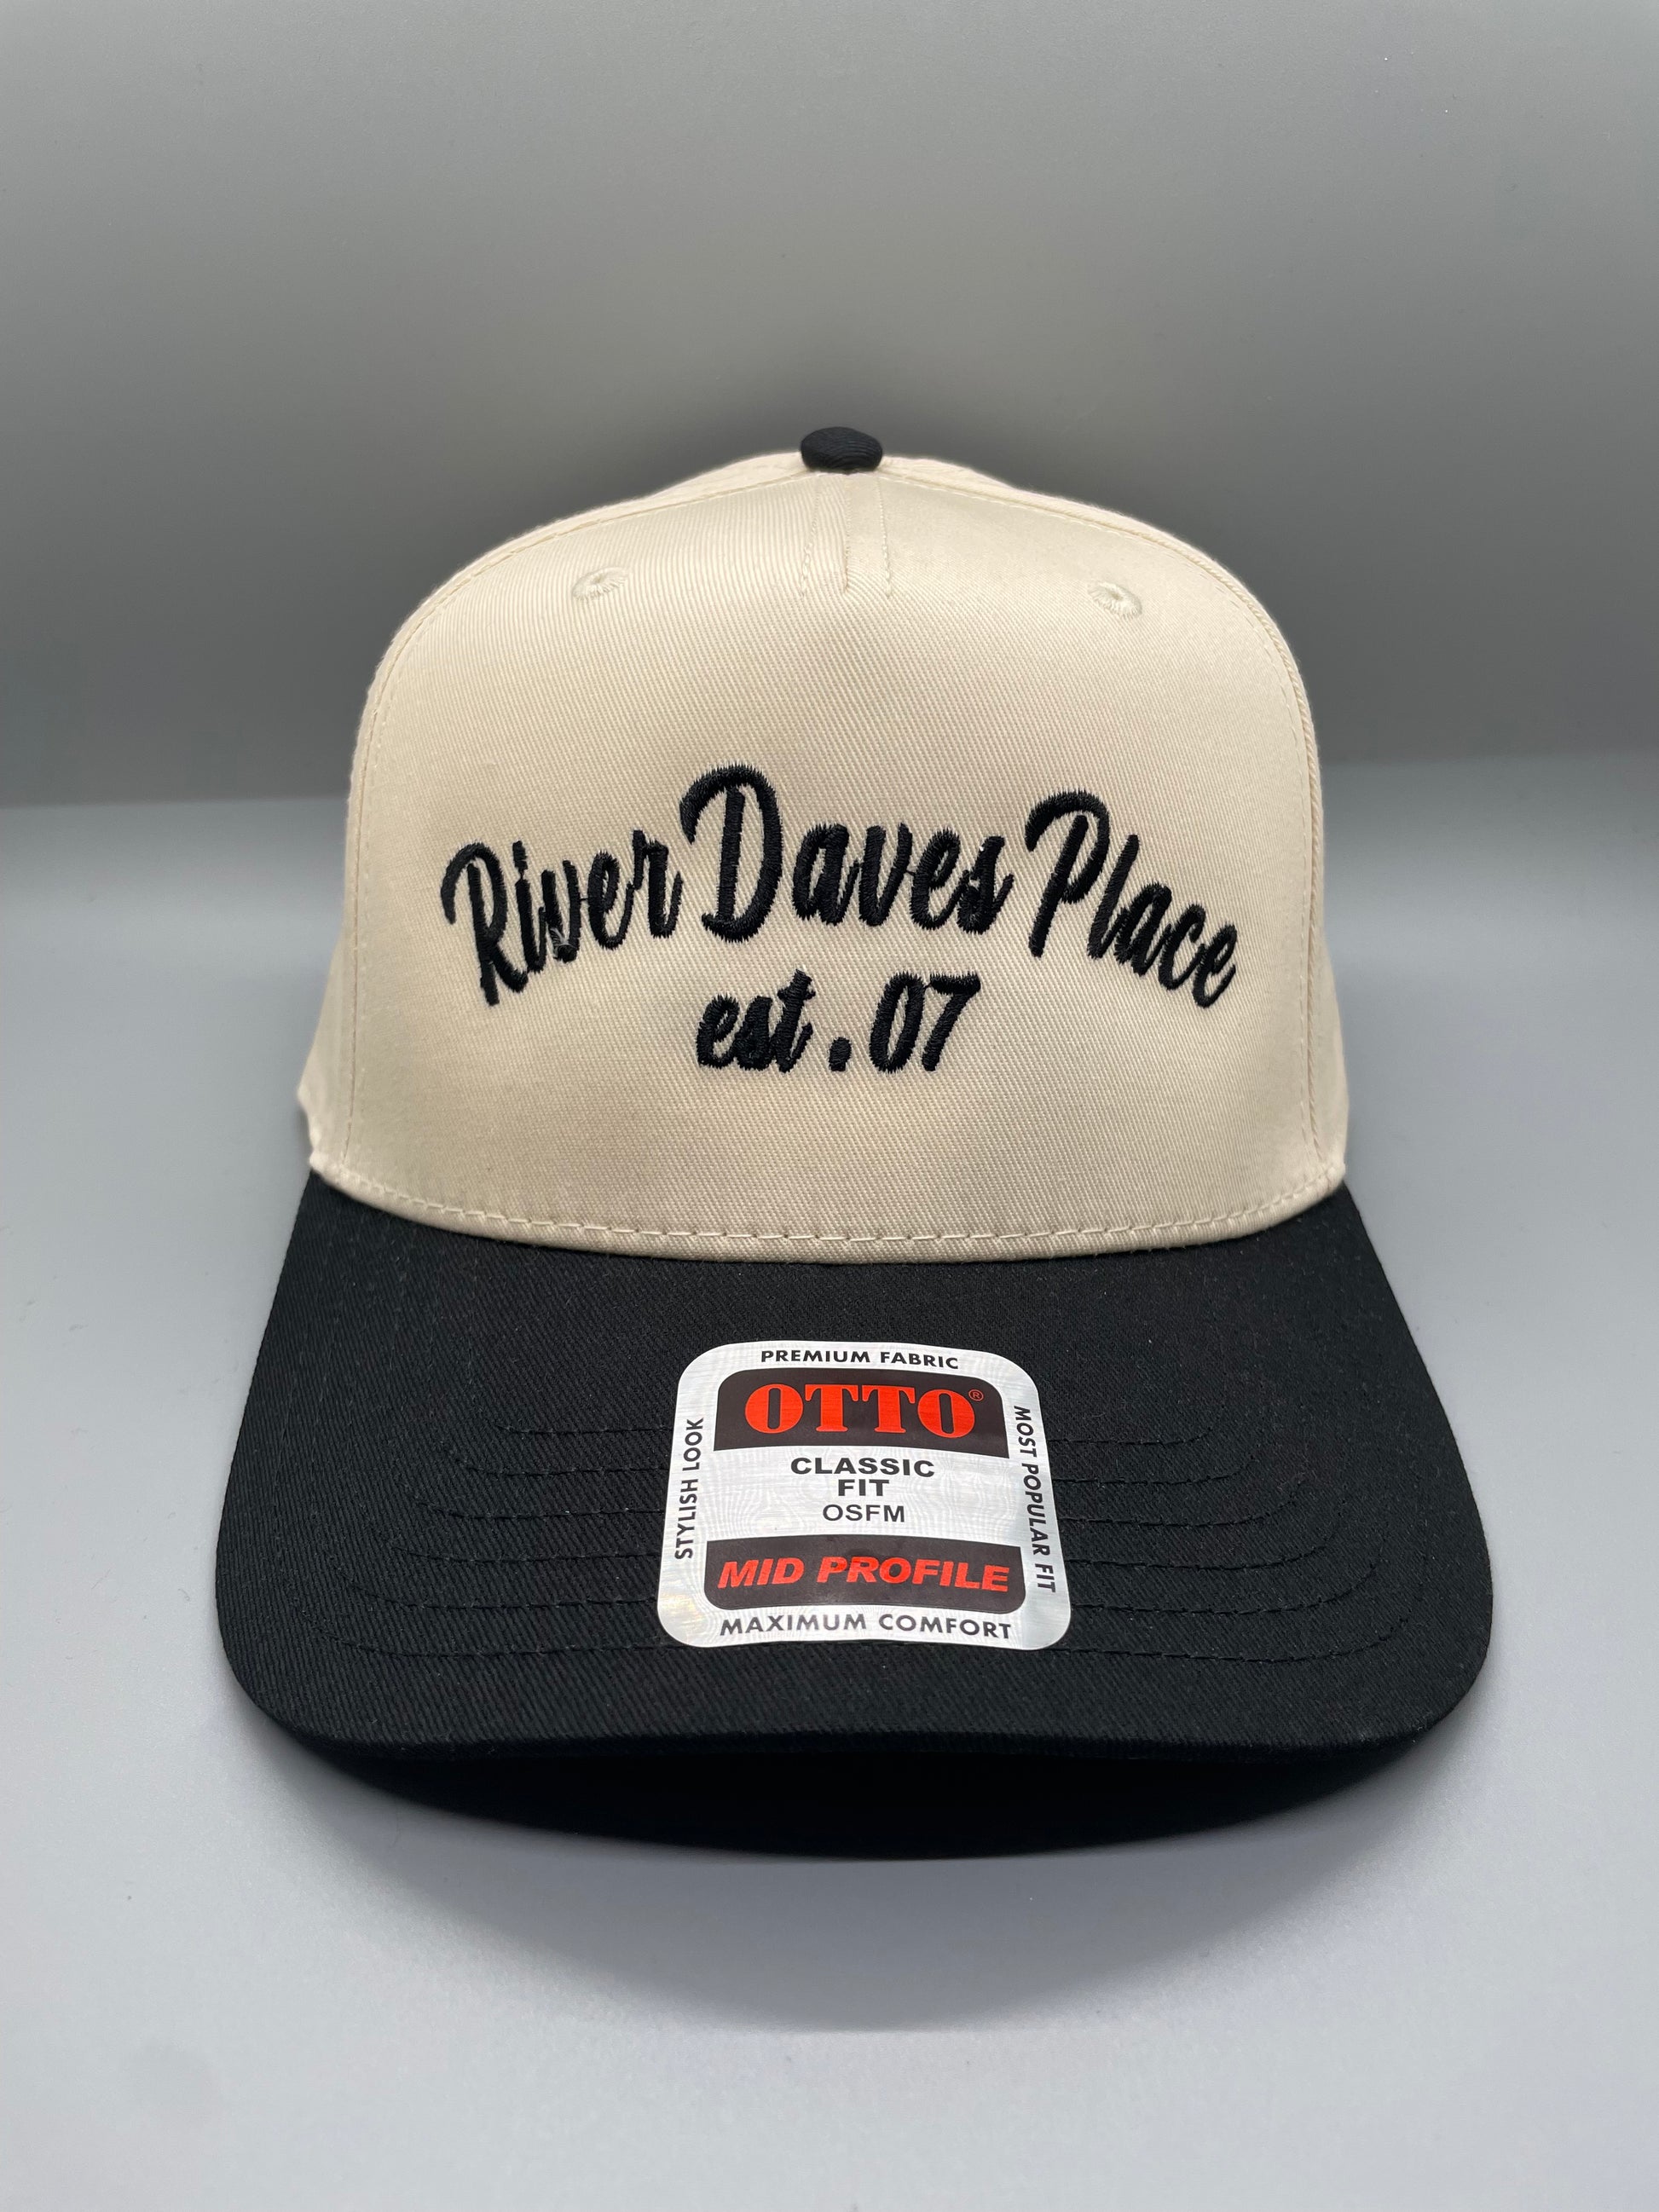 River Daves Place
est. 07
PREMIUM FABRIC
OTTO®
STYLISH LOOK
MOST POPULAR FIT
CLASSIC
FIT
OSFM
MID PROFILE
MAXIMUM COMFORT